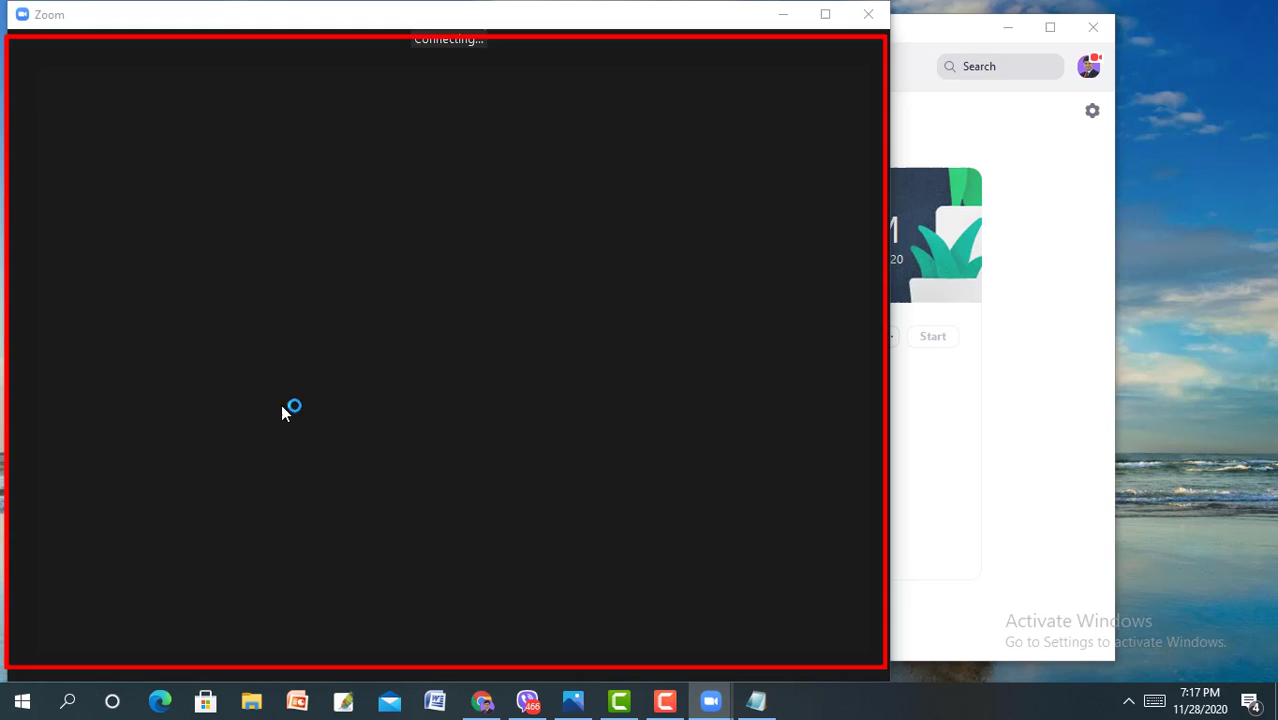 Zoom
Connecting...
Search
M
20
Start
Activate Windows
Go to Settings to activate Windows.
466
7:17 PM
11/28/2020
4